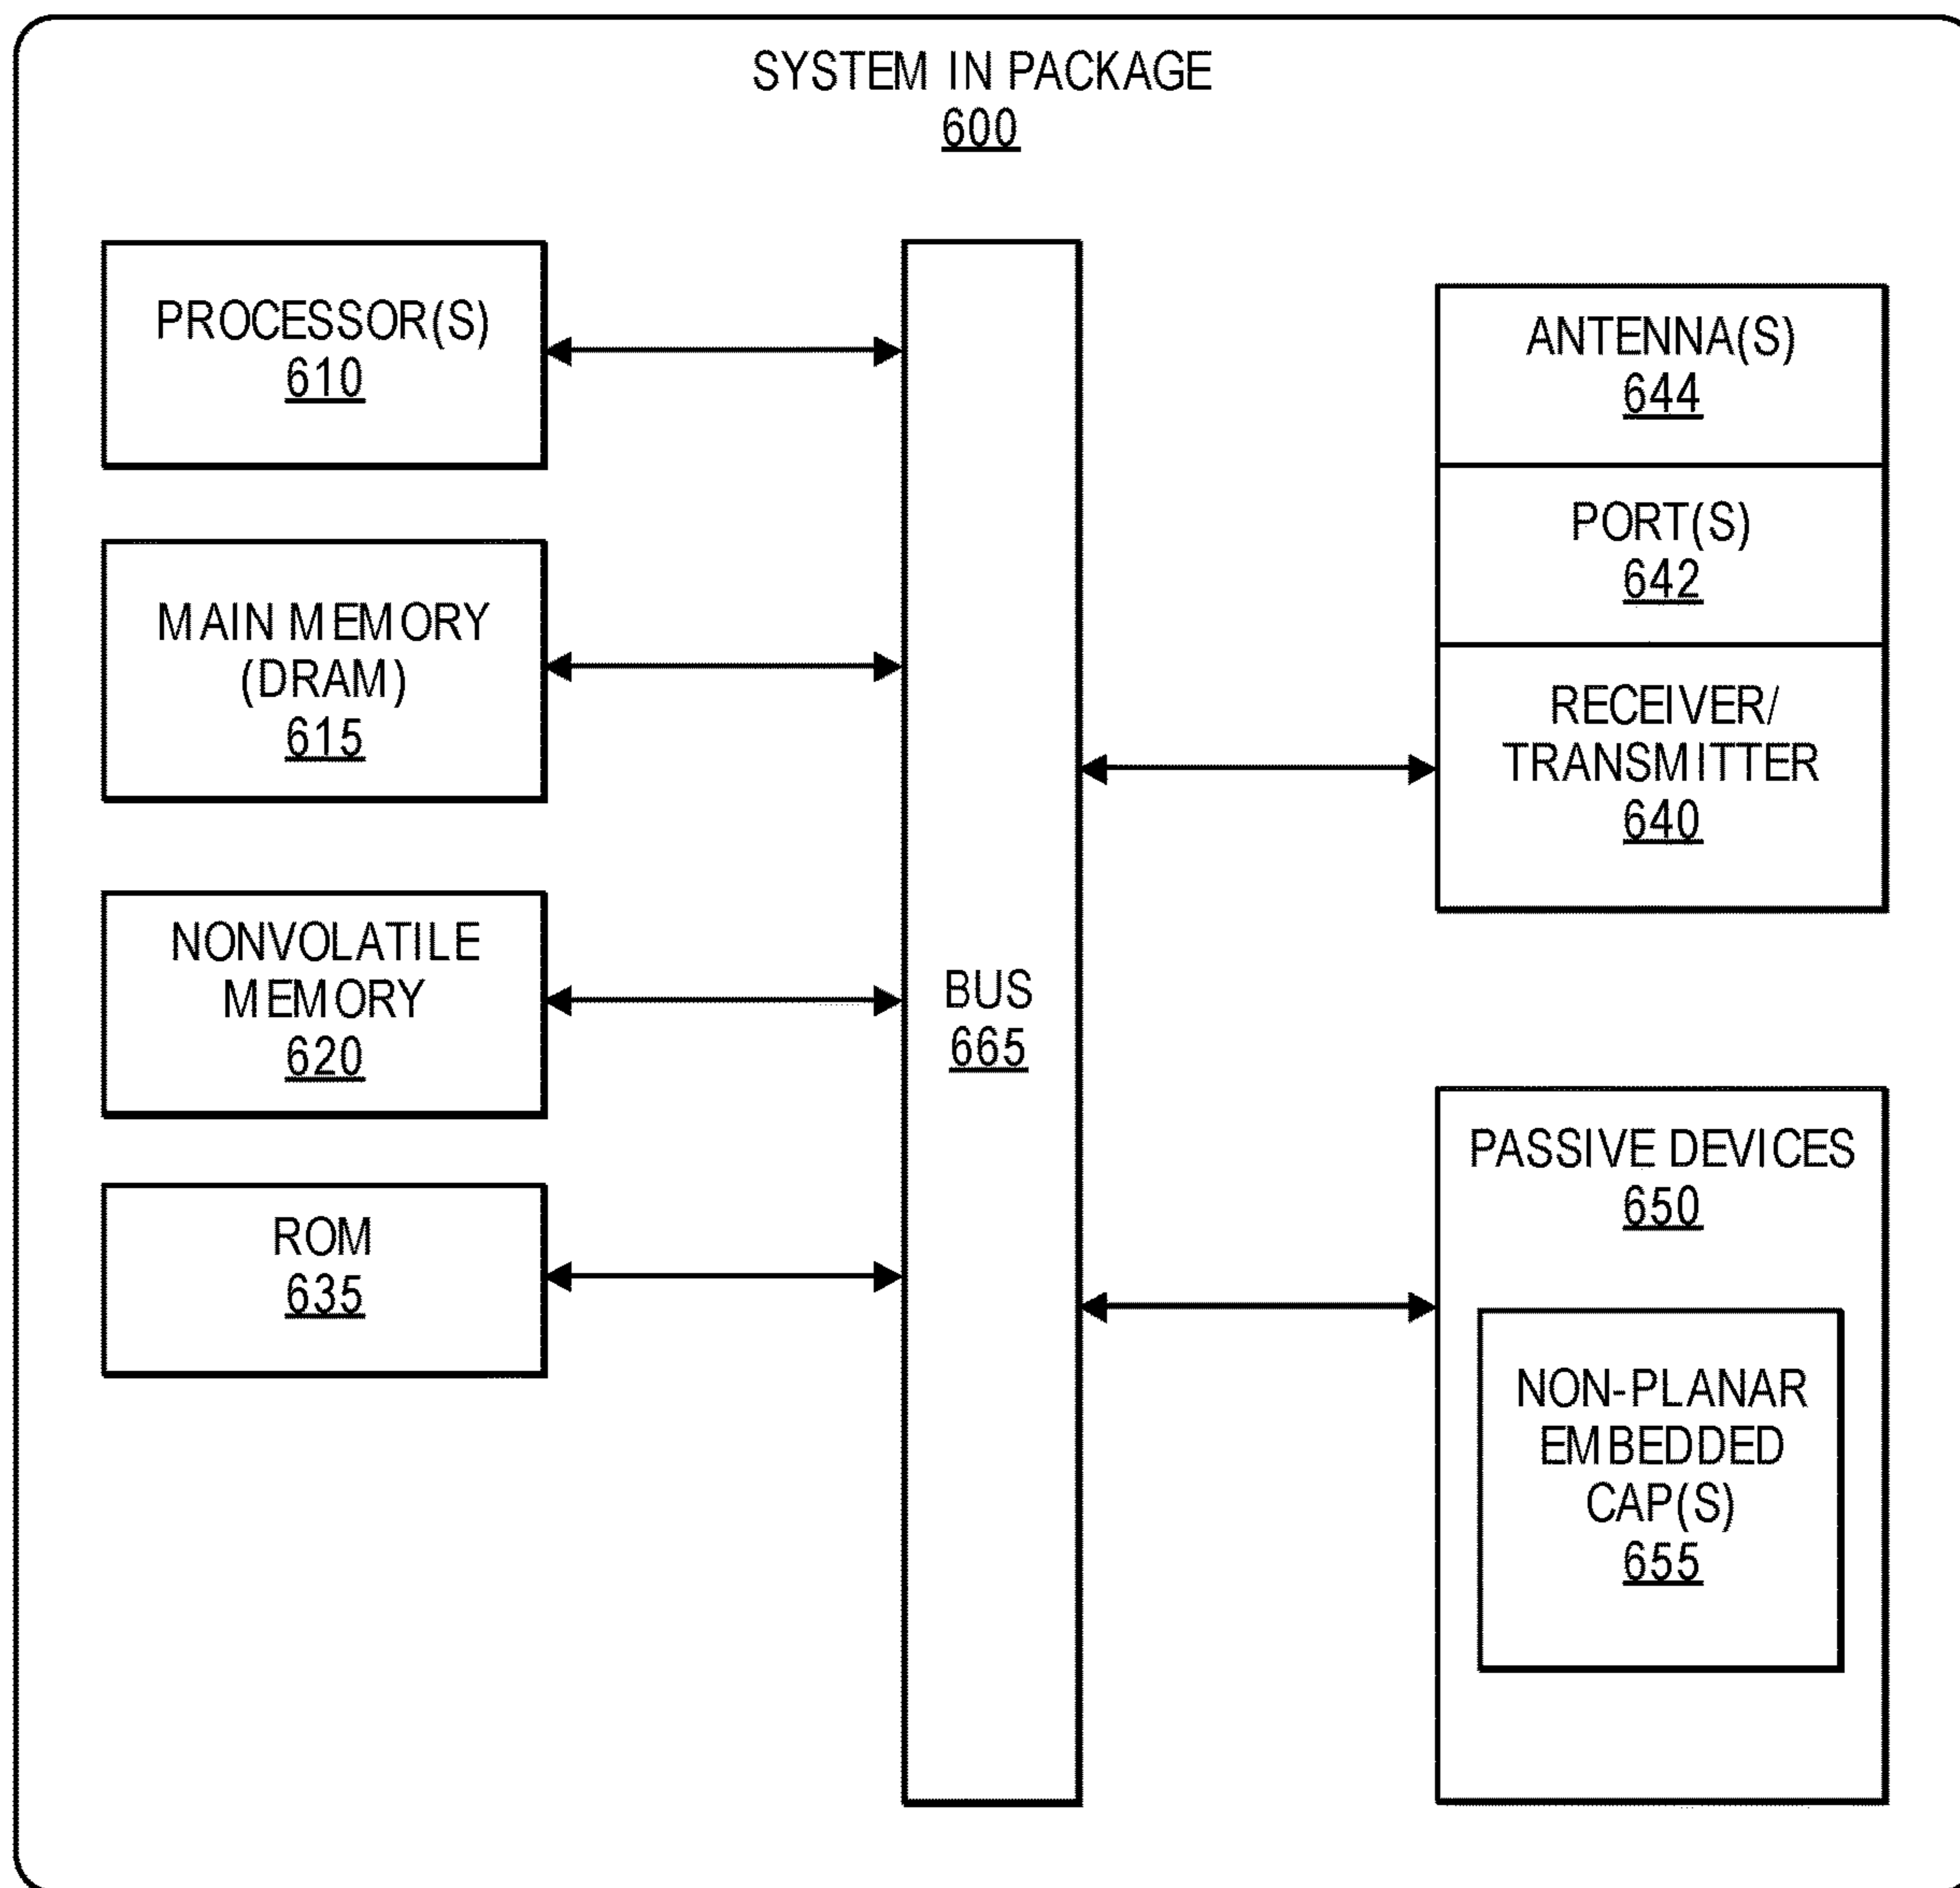 SYSTEM IN PACKAGE
600
PROCESSOR(S)
610
MAIN MEMORY
(DRAM)
615
NONVOLATILE
MEMORY
620
ROM
635
BUS
665
ANTENNA(S)
644
PORT(S)
642
RECEIVER/
TRANSMITTER
640
PASSIVE DEVICES
650
NON-PLANAR
EMBEDDED
CAP(S)
655